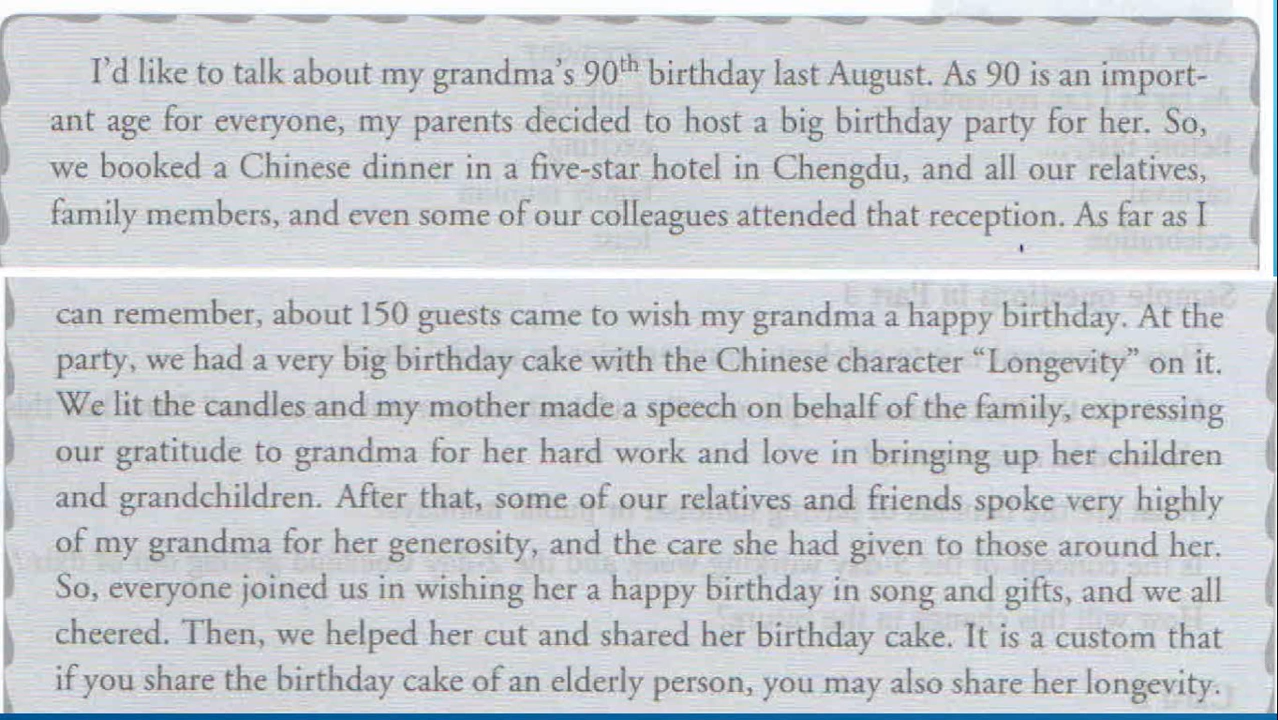 I'd like to talk about my grandma's 90th birthday last August. As 90 is an import-
ant age for everyone, my parents decided to host a big birthday party for her. So,
we booked a Chinese dinner in a five-star hotel in Chengdu, and all our relatives,
family members, and even some of our colleagues attended that reception. As far as I
can remember, about 150 guests came to wish my grandma a happy birthday. At the
party, we had a very big birthday cake with the Chinese character “Longevity” on it.
We lit the candles and my mother made a speech on behalf of the family, expressing
our gratitude to grandma for her hard work and love in bringing up her children
and grandchildren. After that, some of our relatives and friends spoke very highly
of my grandma for her generosity, and the care she had given to those around her.
So, everyone joined us in wishing her a happy birthday in song and gifts, and we all
cheered. Then, we helped her cut and shared her birthday cake. It is a custom that
if you share the birthday cake of an elderly person, you may also share her longevity.